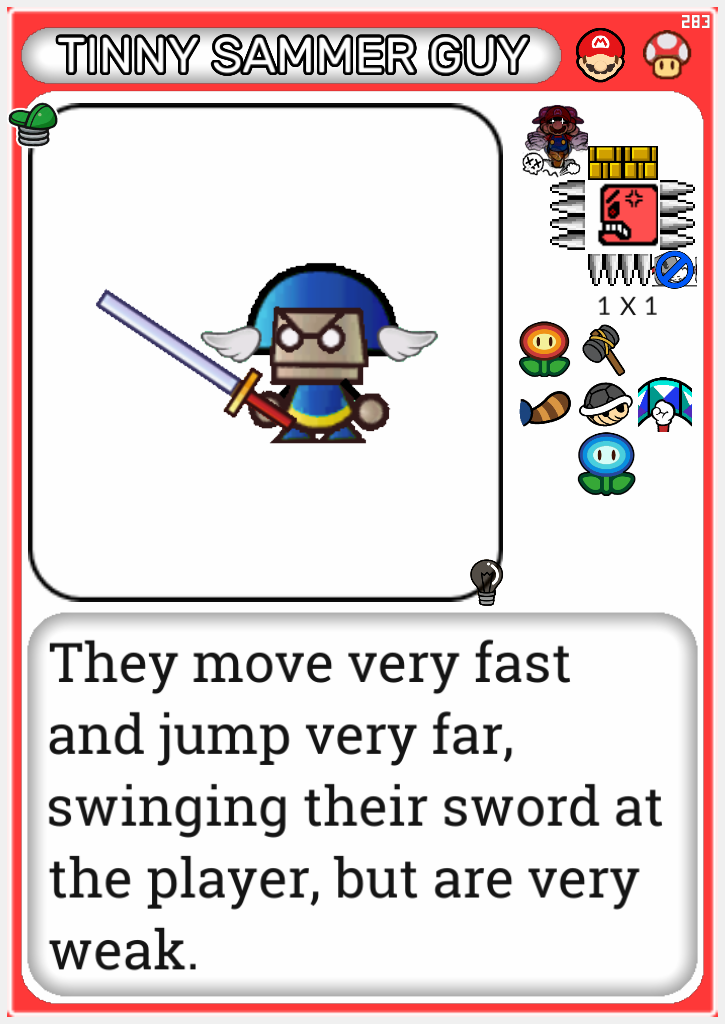 283
TINNY SAMMER GUY
1 X 1
They move very fast
and jump very far,
swinging their sword at
the player, but are very
weak.